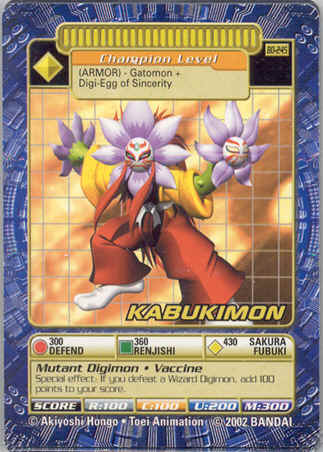 Champion Level
BO-245
(ARMOR) - Gatomon +
Digi-Egg of Sincerity
KABUKIMON
300 DEFEND
360 RENJISHI
430 SAKURA FUBUKI
Mutant Digimon • Vaccine
Special effect: If you defeat a Wizard Digimon, add 100
points to your score.
SCORE R:100 C:100 U:200 M:300
© Akiyoshi Hongo • Toei Animation © 2002 BANDAI